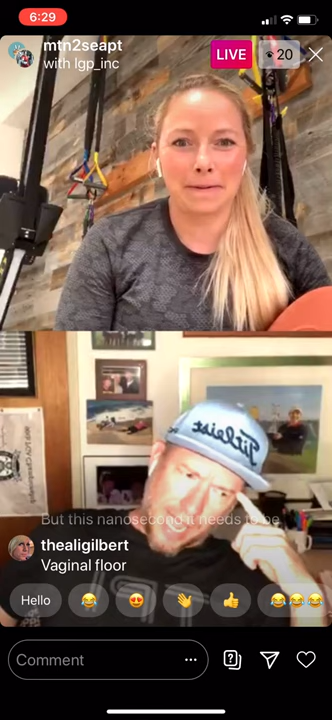 6:29
mtn2seapt
with lgp_inc
LIVE
20
Titleist
But this nanosecond it needs to be
thealigilbert
Vaginal floor
Hello
Comment